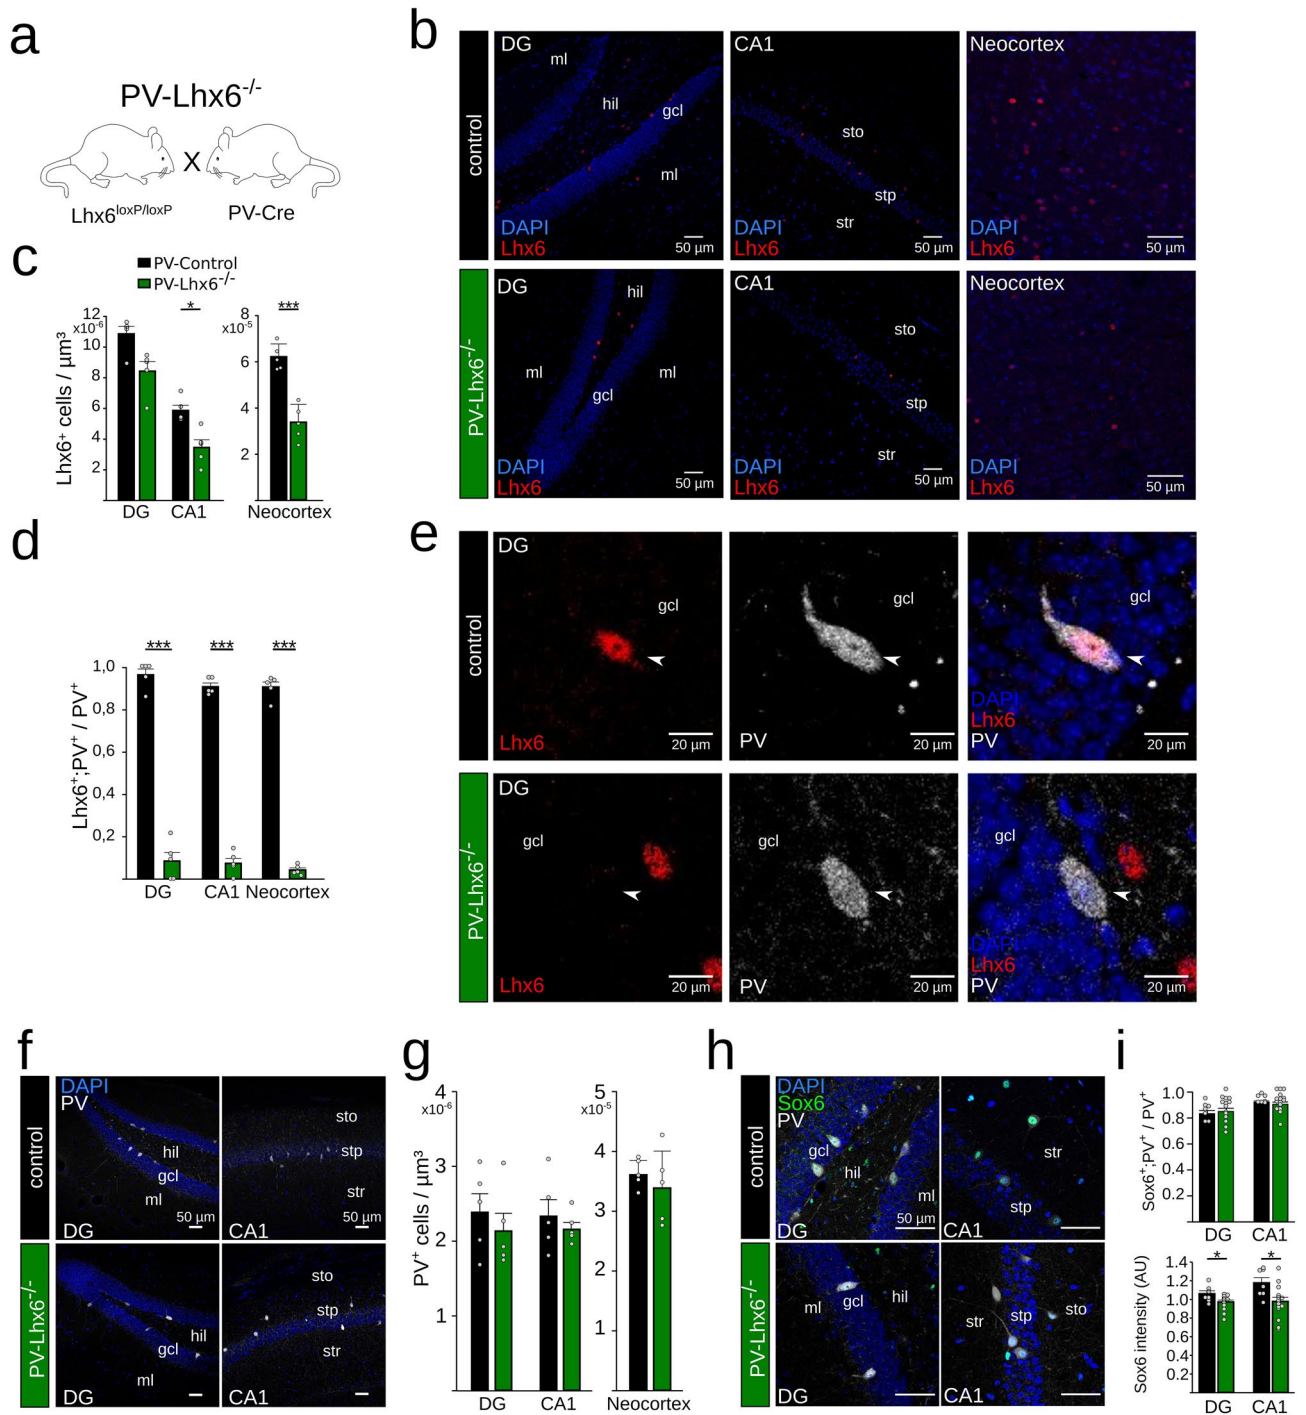 a
PV-Lhx6-/-
X
Lhx6loxP/loxP
PV-Cre
b
control
DG
ml
hil
gcl
ml
DAPI
Lhx6
50 µm
CA1
sto
stp
str
DAPI
Lhx6
50 µm
Neocortex
DAPI
Lhx6
50 µm
PV-Lhx6-/-
DG
hil
ml
ml
gcl
DAPI
Lhx6
50 µm
CA1
sto
stp
str
DAPI
Lhx6
50 µm
Neocortex
DAPI
Lhx6
50 µm
c
PV-Control
PV-Lhx6-/-
Lhx6+ cells / µm³
12
x10-6
10
8
6
4
2
*
DG
CA1
8
x10-5
6
4
2
***
Neocortex
d
Lhx6+;PV+ / PV+
1,0
0,8
0,6
0,4
0,2
***
***
***
DG
CA1
Neocortex
e
control
DG
gcl
Lhx6
20 µm
gcl
PV
20 µm
gcl
DAPI
Lhx6
PV
20 µm
PV-Lhx6-/-
DG
gcl
Lhx6
20 µm
gcl
PV
20 µm
gcl
DAPI
Lhx6
PV
20 µm
f
control
DAPI
PV
hil
gcl
ml
50 µm
DG
sto
stp
str
50 µm
CA1
PV-Lhx6-/-
hil
gcl
ml
DG
sto
stp
str
CA1
g
PV+ cells / µm³
4
x10-6
3
2
1
DG
CA1
5
x10-5
4
3
2
1
Neocortex
h
control
DAPI
Sox6
PV
gcl
hil
ml
50 µm
DG
str
stp
CA1
PV-Lhx6-/-
ml
gcl
hil
DG
str
stp
sto
CA1
i
Sox6+;PV+ / PV+
1.0
0.8
0.6
0.4
0.2
DG
CA1
Sox6 intensity (AU)
1.4
1.2
1.0
0.8
0.6
0.4
0.2
*
*
DG
CA1